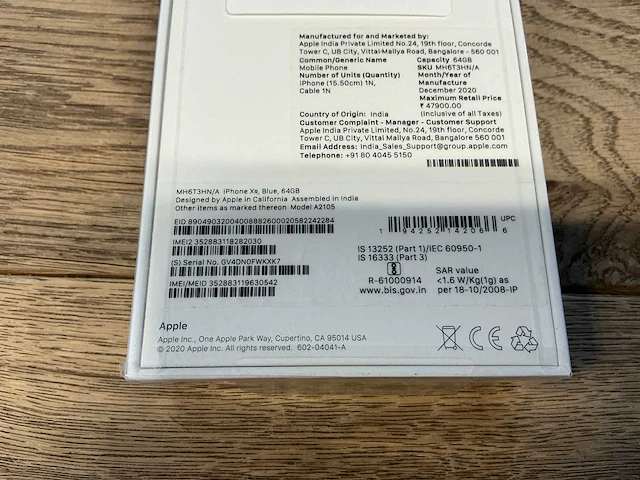 Manufactured for and Marketed by:
Apple India Private Limited No.24, 19th floor, Concorde
Tower C, UB City, Vittal Mallya Road, Bangalore - 560 001
Common/Generic Name
Mobile Phone
Number of Units (Quantity)
iPhone (15.50cm) 1N,
Cable 1N
Capacity 64GB
SKU MH6T3HN/A
Month/Year of
Manufacture
December 2020
Maximum Retail Price
₹ 47900.00
(inclusive of all Taxes)
Country of Origin: India
Customer Complaint - Manager - Customer Support
Apple India Private Limited, No.24, 19th floor, Concorde
Tower C, UB City, Vittal Mallya Road, Bangalore 560 001
Email Address: India_Sales_Support@group.apple.com
Telephone: +91 80 4045 5150
MH6T3HN/A iPhone XR, Blue, 64GB
Designed by Apple in California Assembled in India
Other items as marked thereon Model A2105
EID 89049032004008882600020582242284
IMEI2 352883118282030
(S) Serial No. GV4DN0FWKXK7
IMEI/MEID 352883119630542
UPC
1 94252 14206 6
IS 13252 (Part 1)/IEC 60950-1
IS 16333 (Part 3)
R-61000914
www.bis.gov.in
SAR value
<1.6 W/Kg(1g) as
per 18-10/2008-IP
Apple
Apple Inc., One Apple Park Way, Cupertino, CA 95014 USA
© 2020 Apple Inc. All rights reserved. 602-04041-A
CE